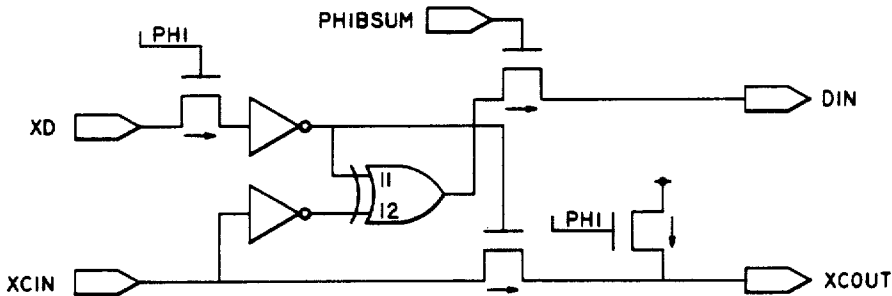 PHIBSUM
PHI
DIN
XD
I1
I2
PHI
XCIN
XCOUT